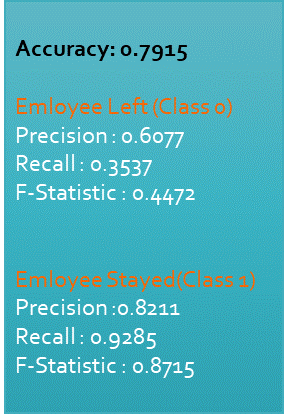 Accuracy: 0.7915
Emloyee Left (Class 0)
Precision : 0.6077
Recall : 0.3537
F-Statistic : 0.4472
Emloyee Stayed(Class 1)
Precision :0.8211
Recall : 0.9285
F-Statistic : 0.8715